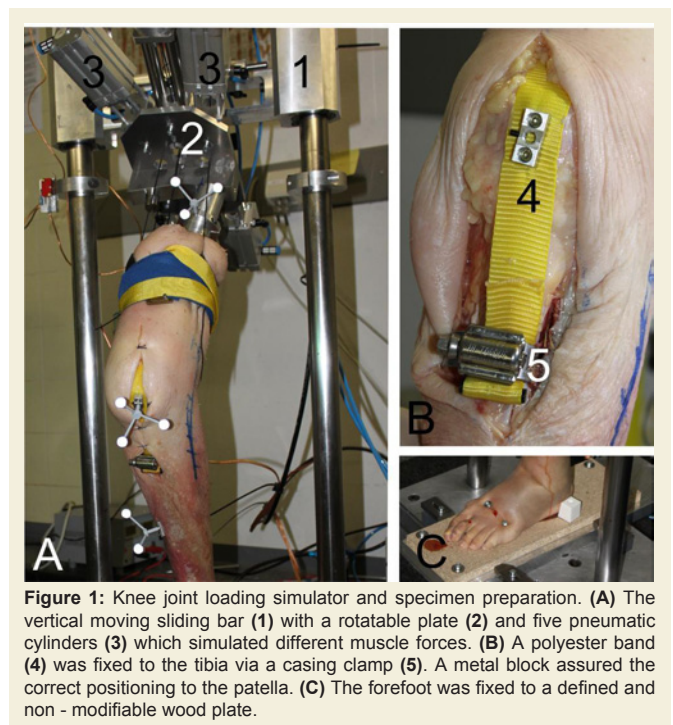 3
3
1
2
A
4
5
B
C
Figure 1: Knee joint loading simulator and specimen preparation. (A) The
vertical moving sliding bar (1) with a rotatable plate (2) and five pneumatic
cylinders (3) which simulated different muscle forces. (B) A polyester band
(4) was fixed to the tibia via a casing clamp (5). A metal block assured the
correct positioning to the patella. (C) The forefoot was fixed to a defined and
non - modifiable wood plate.